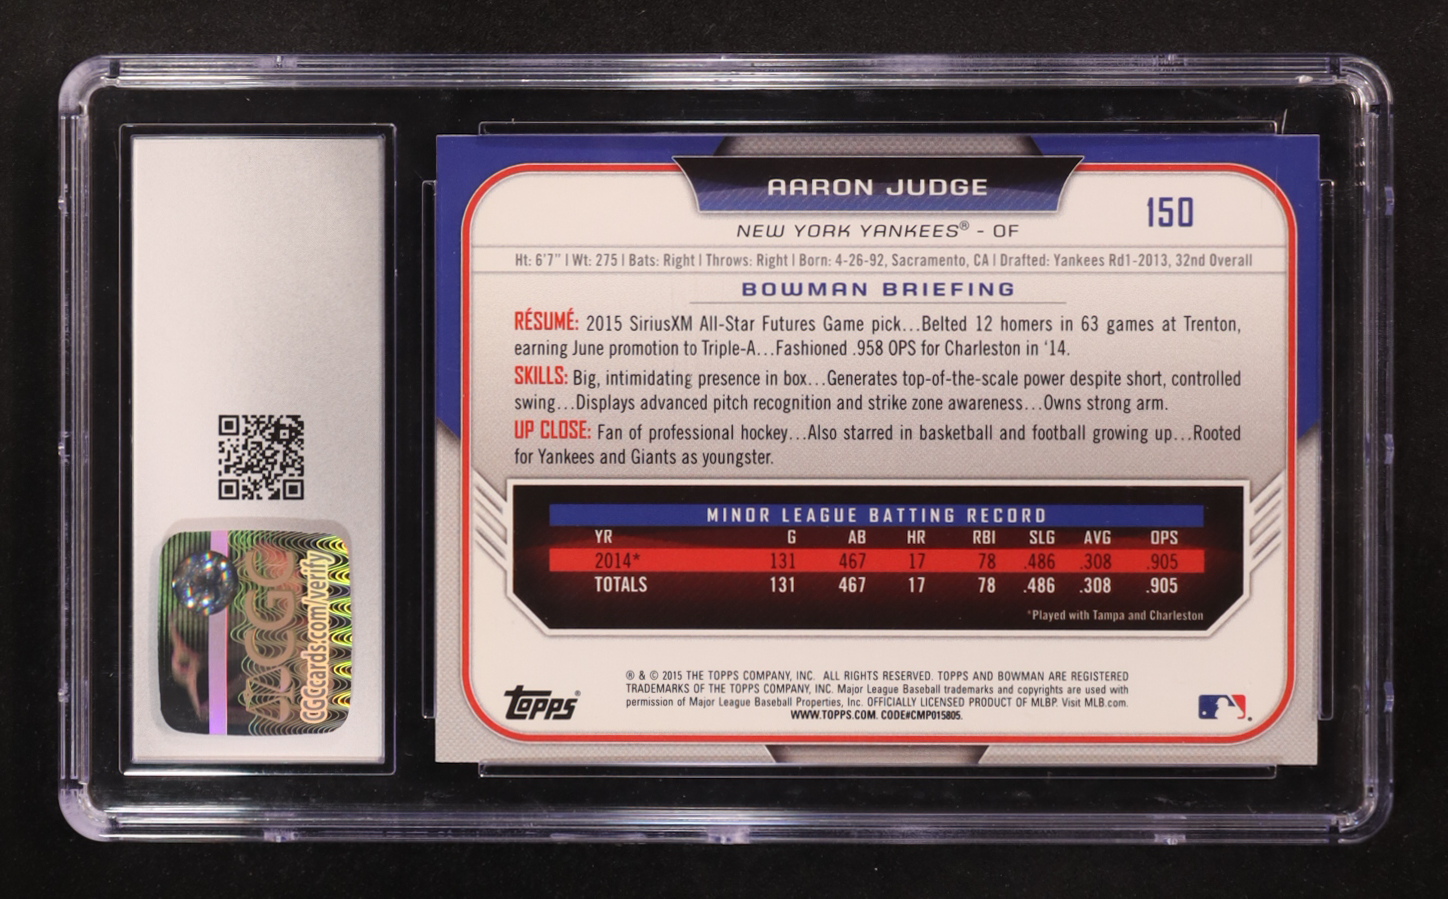 AARON JUDGE
150
NEW YORK YANKEES® - OF
Ht: 6'7" | Wt: 275 | Bats: Right | Throws: Right | Born: 4-26-92, Sacramento, CA | Drafted: Yankees Rd1-2013, 32nd Overall
BOWMAN BRIEFING
RÉSUMÉ: 2015 SiriusXM All-Star Futures Game pick...Belted 12 homers in 63 games at Trenton,
earning June promotion to Triple-A...Fashioned .958 OPS for Charleston in '14.
SKILLS: Big, intimidating presence in box...Generates top-of-the-scale power despite short, controlled
swing...Displays advanced pitch recognition and strike zone awareness...Owns strong arm.
UP CLOSE: Fan of professional hockey...Also starred in basketball and football growing up...Rooted
for Yankees and Giants as youngster.
MINOR LEAGUE BATTING RECORD
YR G AB HR RBI SLG AVG OPS
2014* 131 467 17 78 .486 .308 .905
TOTALS 131 467 17 78 .486 .308 .905
*Played with Tampa and Charleston
® & © 2015 THE TOPPS COMPANY, INC. ALL RIGHTS RESERVED. TOPPS AND BOWMAN ARE REGISTERED
TRADEMARKS OF THE TOPPS COMPANY, INC. Major League Baseball trademarks and copyrights are used with
permission of Major League Baseball Properties, Inc. OFFICIALLY LICENSED PRODUCT OF MLBP. Visit MLB.com.
WWW.TOPPS.COM. CODE#CMP015805.
Topps®
CGC
CGCcards.com/verify